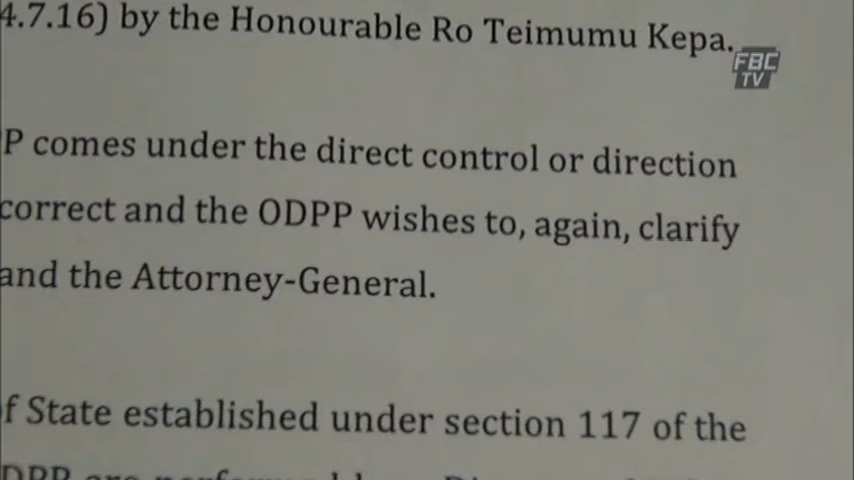 4.7.16) by the Honourable Ro Teimumu Kepa.
FBC
TV
P comes under the direct control or direction
correct and the ODPP wishes to, again, clarify
and the Attorney-General.
f State established under section 117 of the